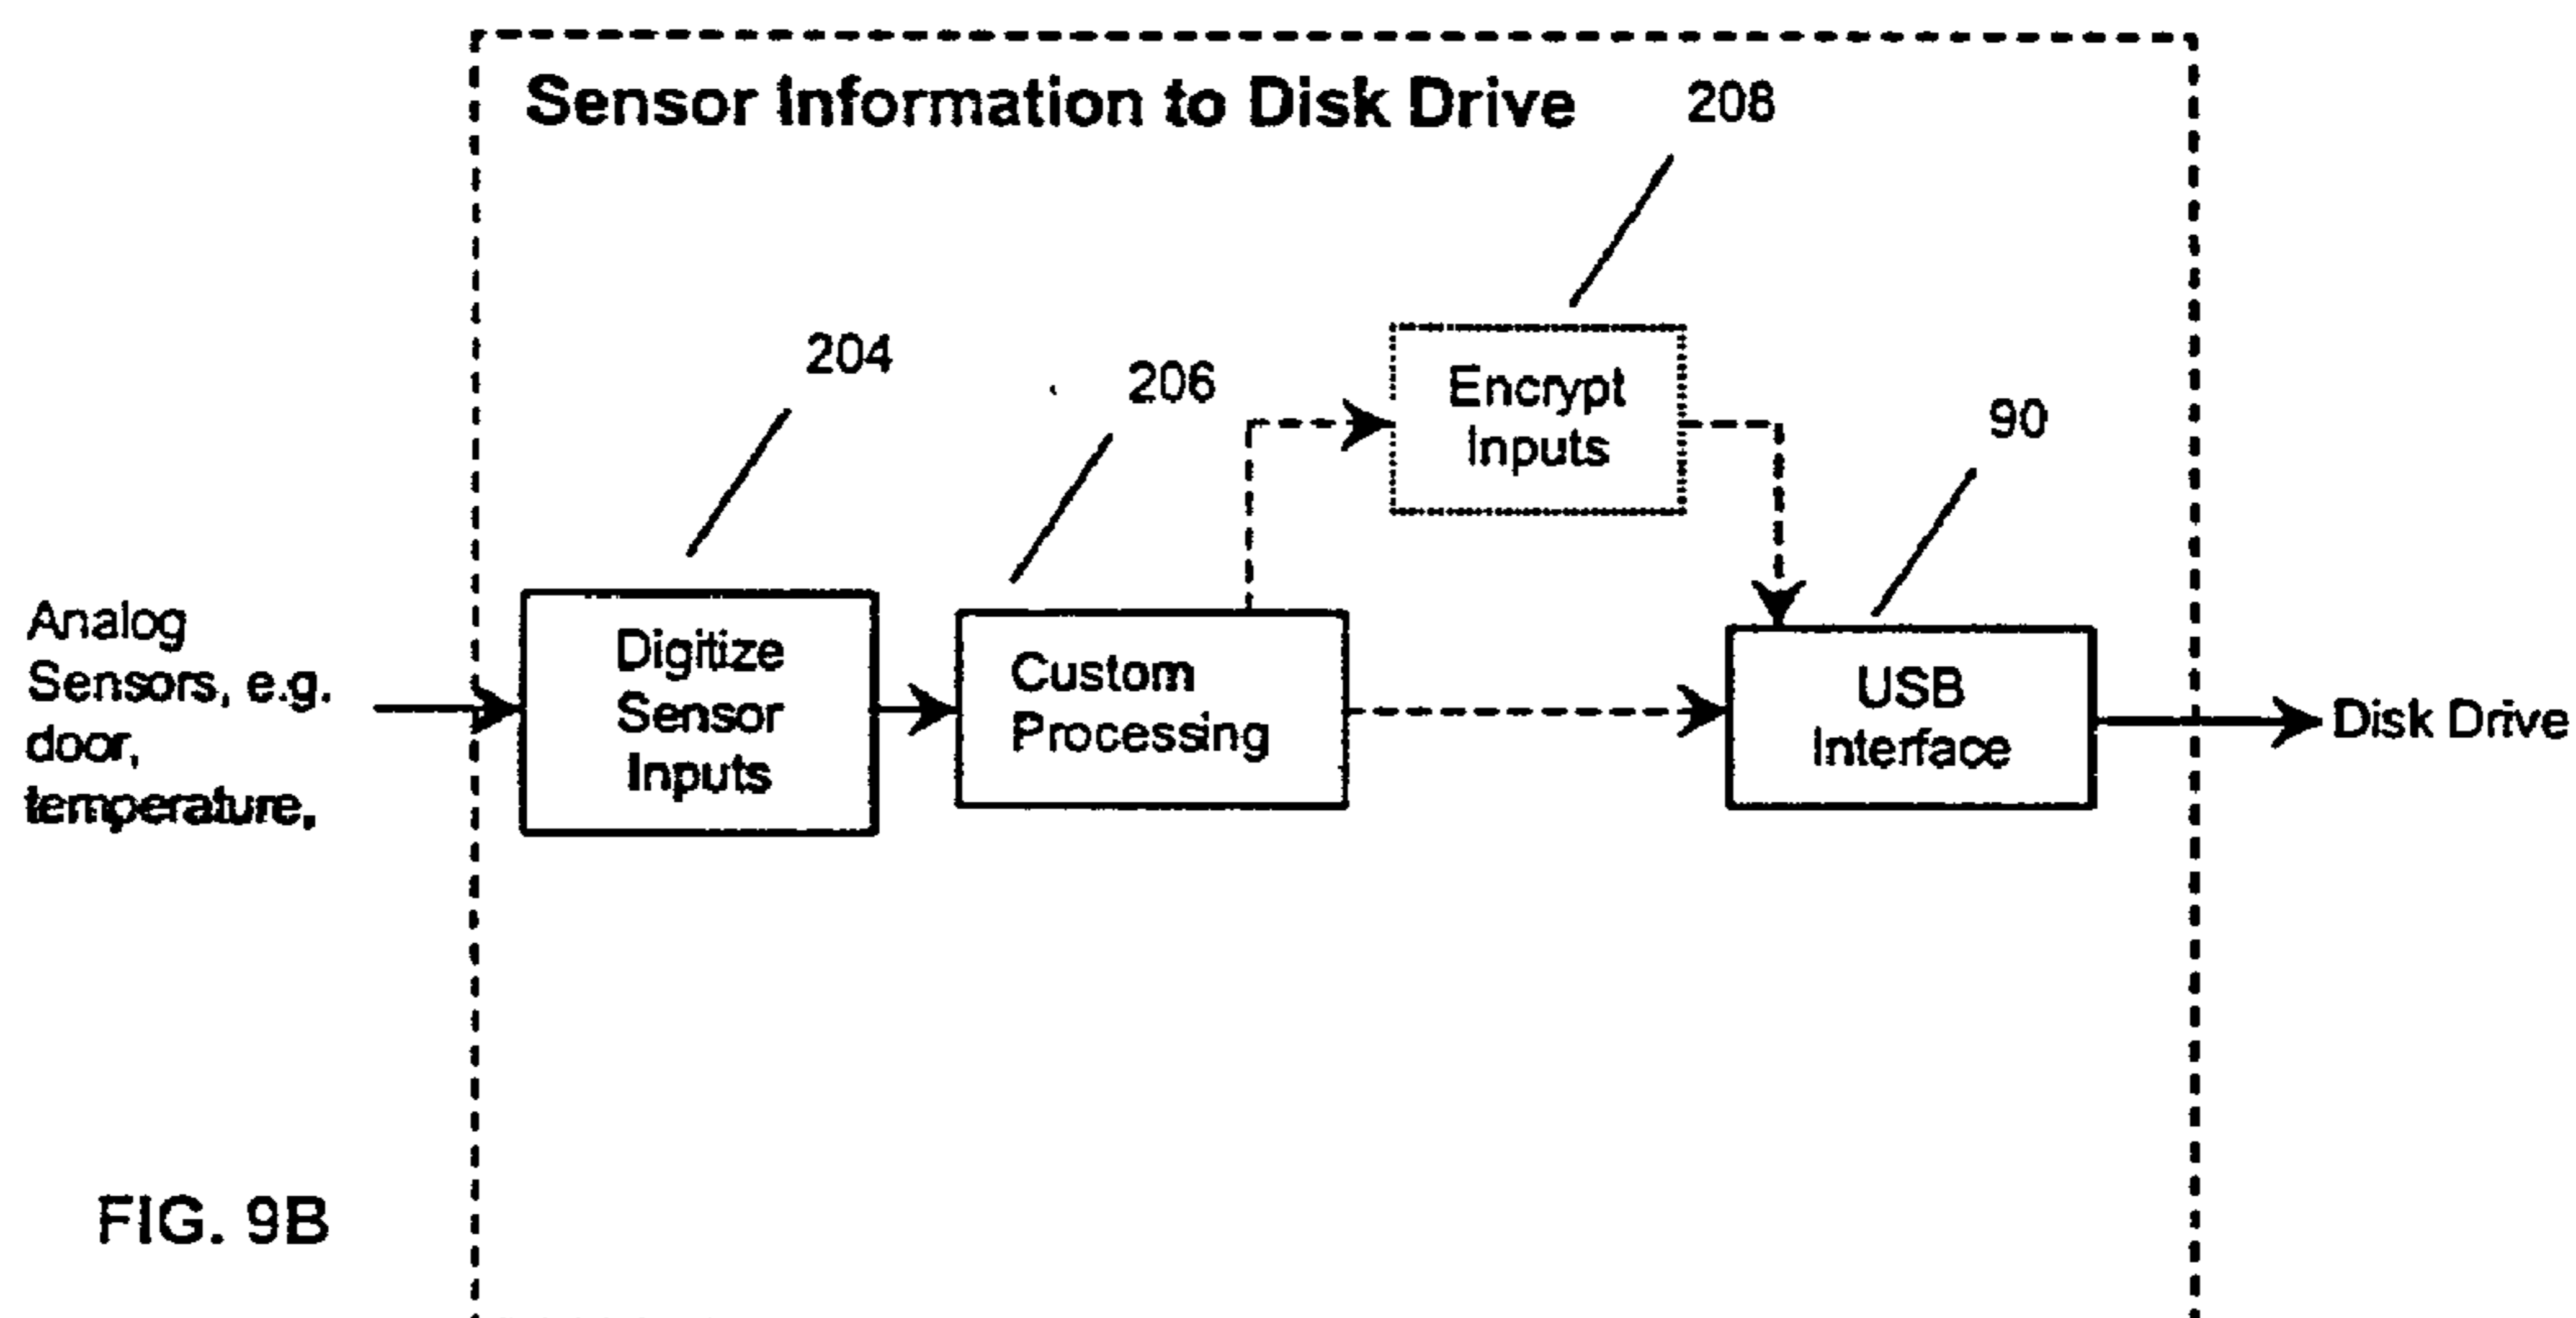 Sensor Information to Disk Drive
208
204
206
Encrypt
Inputs
90
Analog
Sensors, e.g.
door,
temperature,
Digitize
Sensor
Inputs
Custom
Processing
USB
Interface
Disk Drive
FIG. 9B